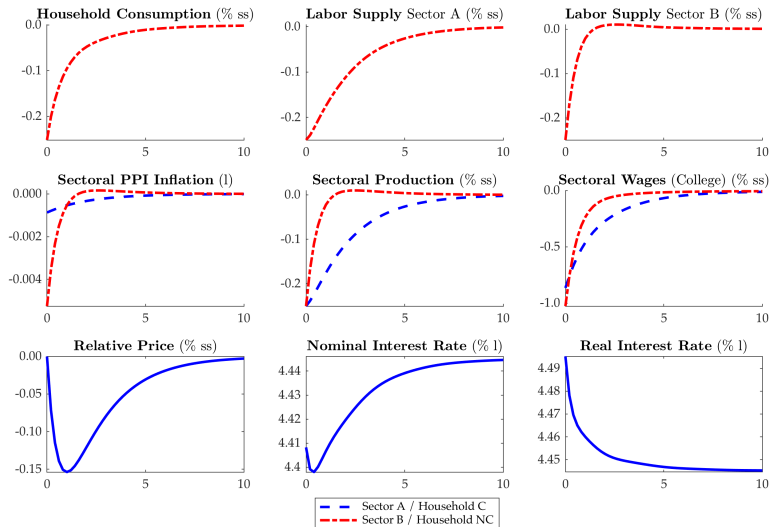 Household Consumption (% ss)
0.0
-0.1
-0.2
0 5 10
Labor Supply Sector A (% ss)
0.0
-0.1
-0.2
0 5 10
Labor Supply Sector B (% ss)
0.0
-0.1
-0.2
0 5 10
Sectoral PPI Inflation (l)
0.000
-0.002
-0.004
0 5 10
Sectoral Production (% ss)
0.0
-0.1
-0.2
0 5 10
Sectoral Wages (College) (% ss)
0.0
-0.5
-1.0
0 5 10
Relative Price (% ss)
0.00
-0.05
-0.10
-0.15
0 5 10
Nominal Interest Rate (% l)
4.44
4.43
4.42
4.41
4.4
0 5 10
Real Interest Rate (% l)
4.49
4.48
4.47
4.46
4.45
0 5 10
Sector A / Household C
Sector B / Household NC